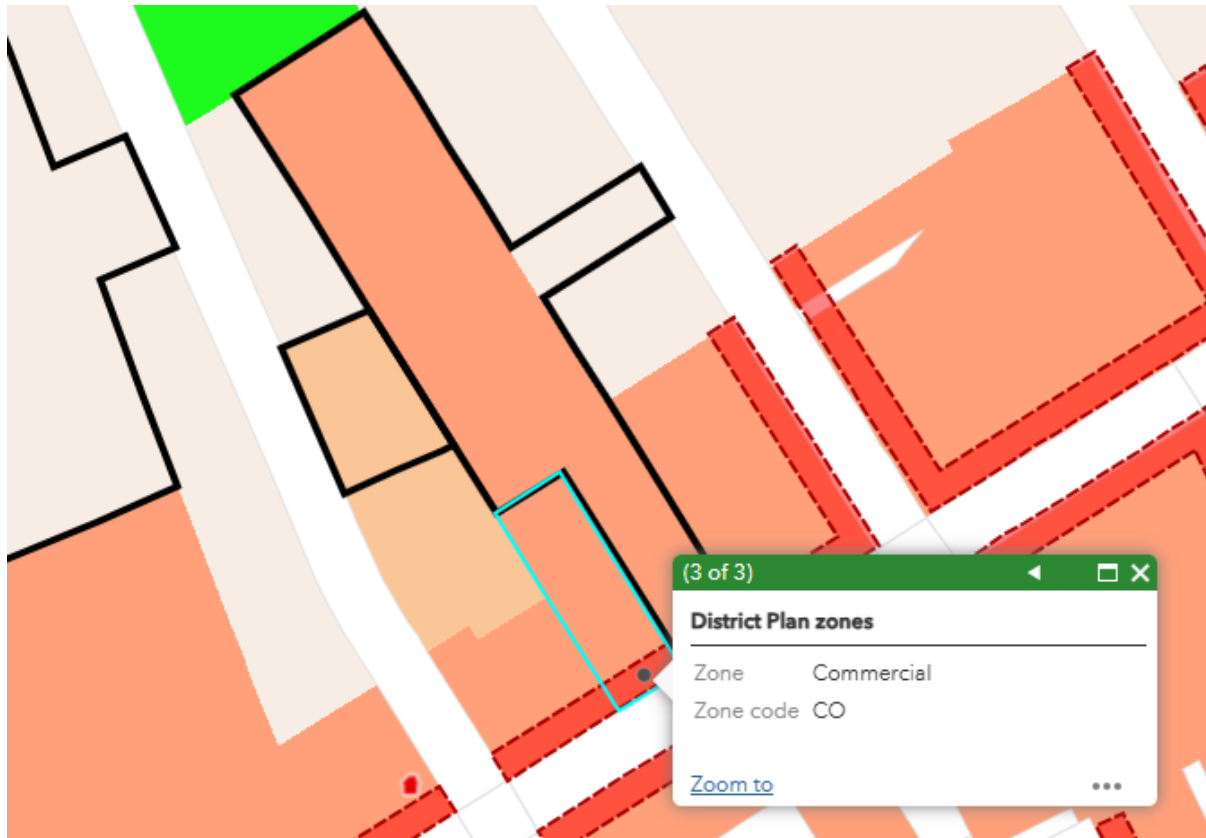 (3 of 3)
District Plan zones
Zone Commercial
Zone code CO
Zoom to